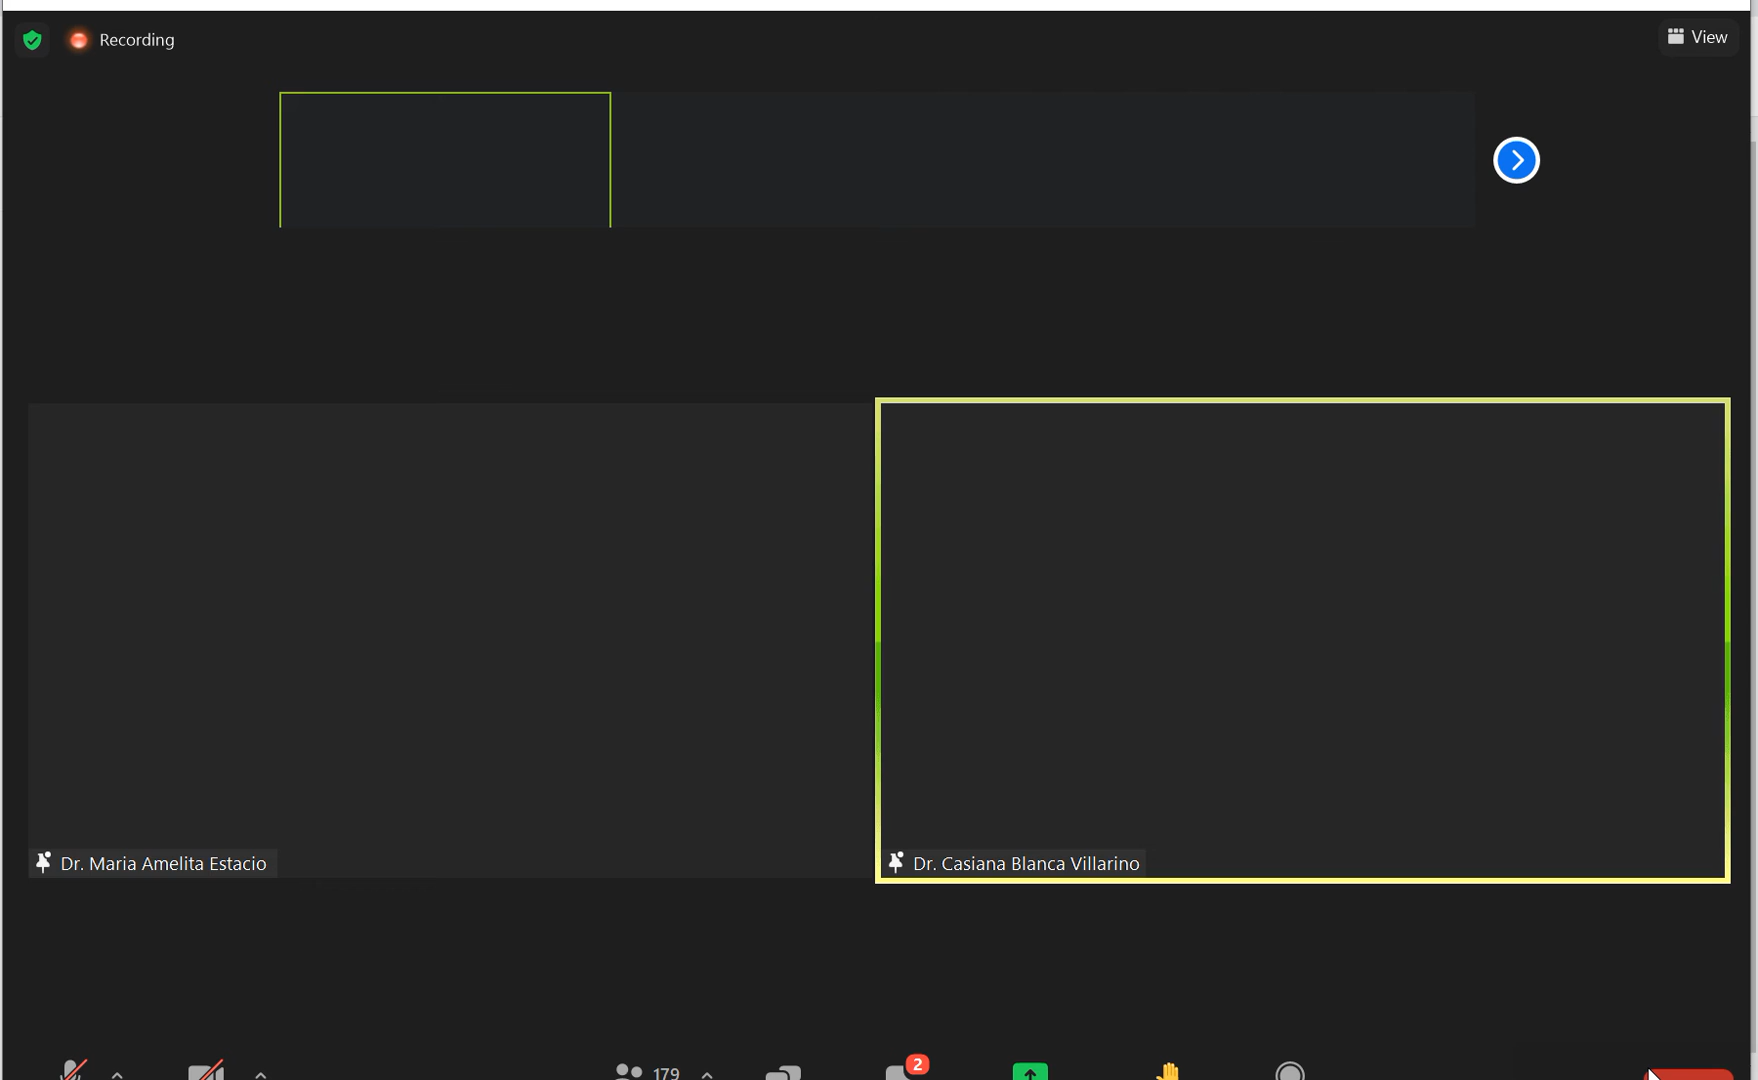 Recording
View
Dr. Maria Amelita Estacio
Dr. Casiana Blanca Villarino
179
2